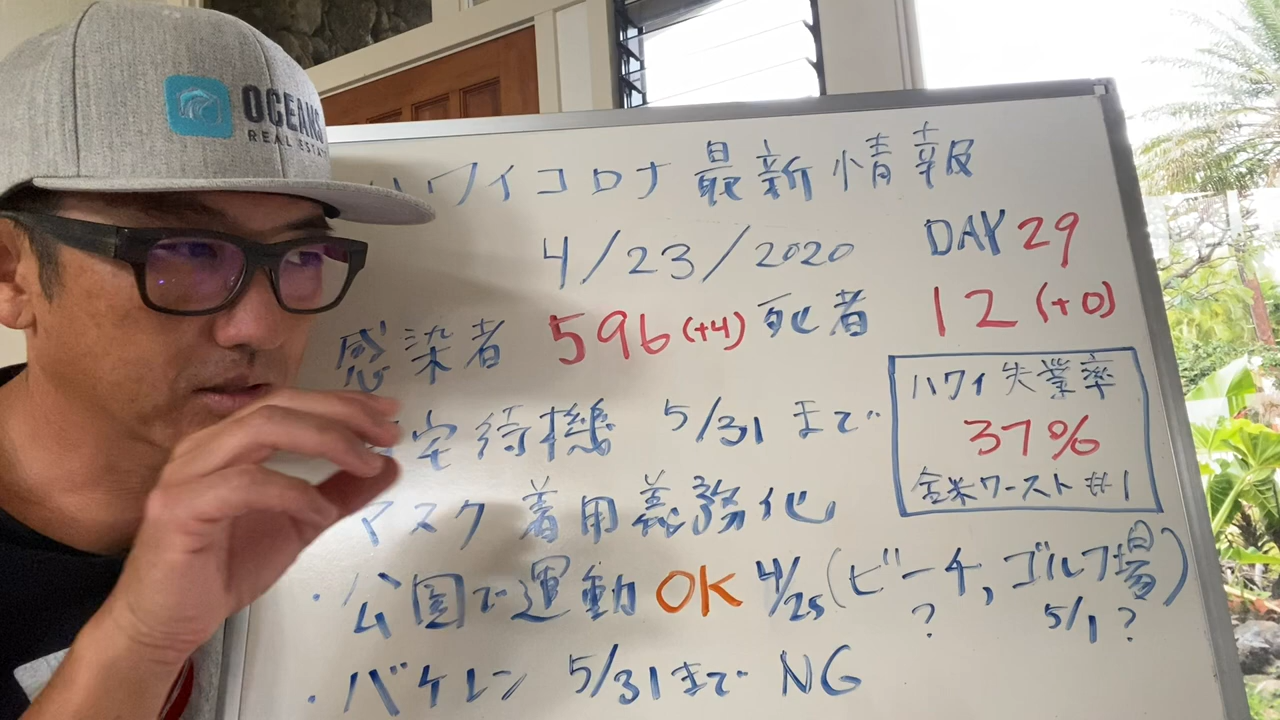 OCEANS
REAL ESTAT
ハワイコロナ 最新情報
4/23/2020 DAY 29
感染者 596 (+4) 死者 12 (+0)
宅待機 5/31 まで
ハワイ 失業率
37%
全米ワースト #1
マスク 着用義務化
・公園で運動 OK 4/25 (ビーチ, ゴルフ場)
? 5/1?
・バケレン 5/31まで NG